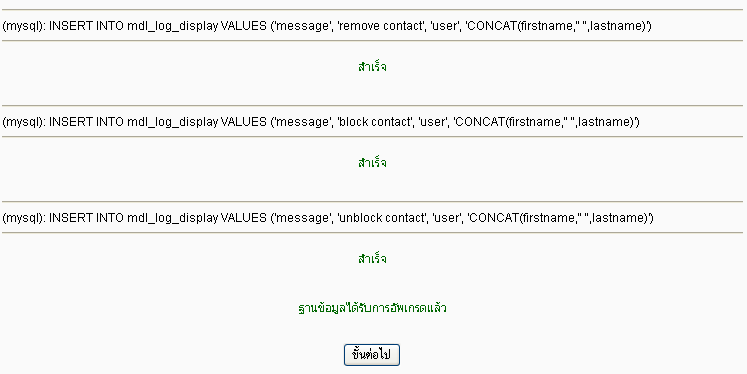 (mysql): INSERT INTO mdl_log_display VALUES ('message', 'remove contact', 'user', 'CONCAT(firstname," ",lastname)')
สำเร็จ
(mysql): INSERT INTO mdl_log_display VALUES ('message', 'block contact', 'user', 'CONCAT(firstname," ",lastname)')
สำเร็จ
(mysql): INSERT INTO mdl_log_display VALUES ('message', 'unblock contact', 'user', 'CONCAT(firstname," ",lastname)')
สำเร็จ
ฐานข้อมูลได้รับการอัพเกรดแล้ว
ขั้นต่อไป